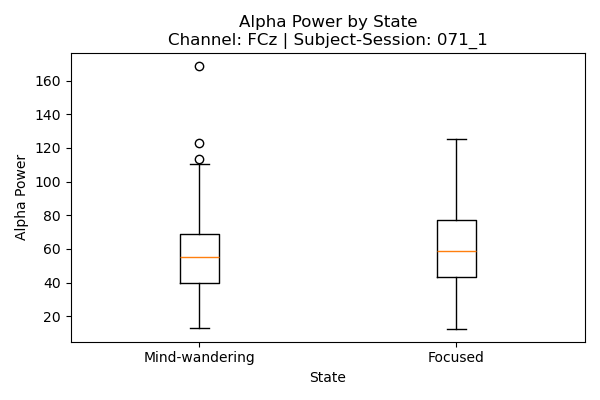 Alpha Power by State
Channel: FCz | Subject-Session: 071_1
Alpha Power
160
140
120
100
80
60
40
20
Mind-wandering
Focused
State